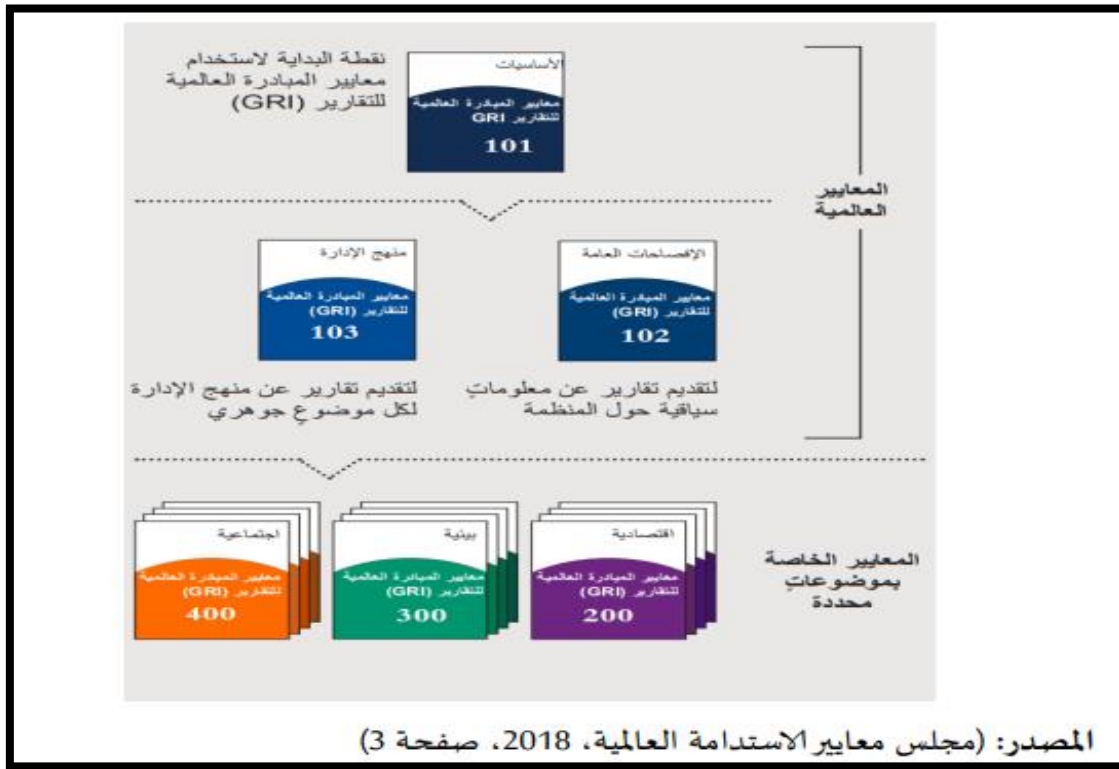 نقطة البداية لاستخدام
معايير المبادرة العالمية
للتقارير (GRI)
الأساسيات
معايير المبادرة العالمية
للتقارير GRI
101
المعايير
العالمية
الإفصاحات العامة
معايير المبادرة العالمية
للتقارير (GRI)
102
منهج الإدارة
معايير المبادرة العالمية
للتقارير (GRI)
103
لتقديم تقارير عن معلوماتٍ
سياقية حول المنظمة
لتقديم تقارير عن منهج الإدارة
لكل موضوعٍ جوهري
المعايير الخاصة
بموضوعاتٍ
محددة
اقتصادية
معايير المبادرة العالمية
للتقارير (GRI)
200
بيئية
معايير المبادرة العالمية
للتقارير (GRI)
300
اجتماعية
معايير المبادرة العالمية
للتقارير (GRI)
400
المصدر: (مجلس معايير الاستدامة العالمية، 2018، صفحة 3)